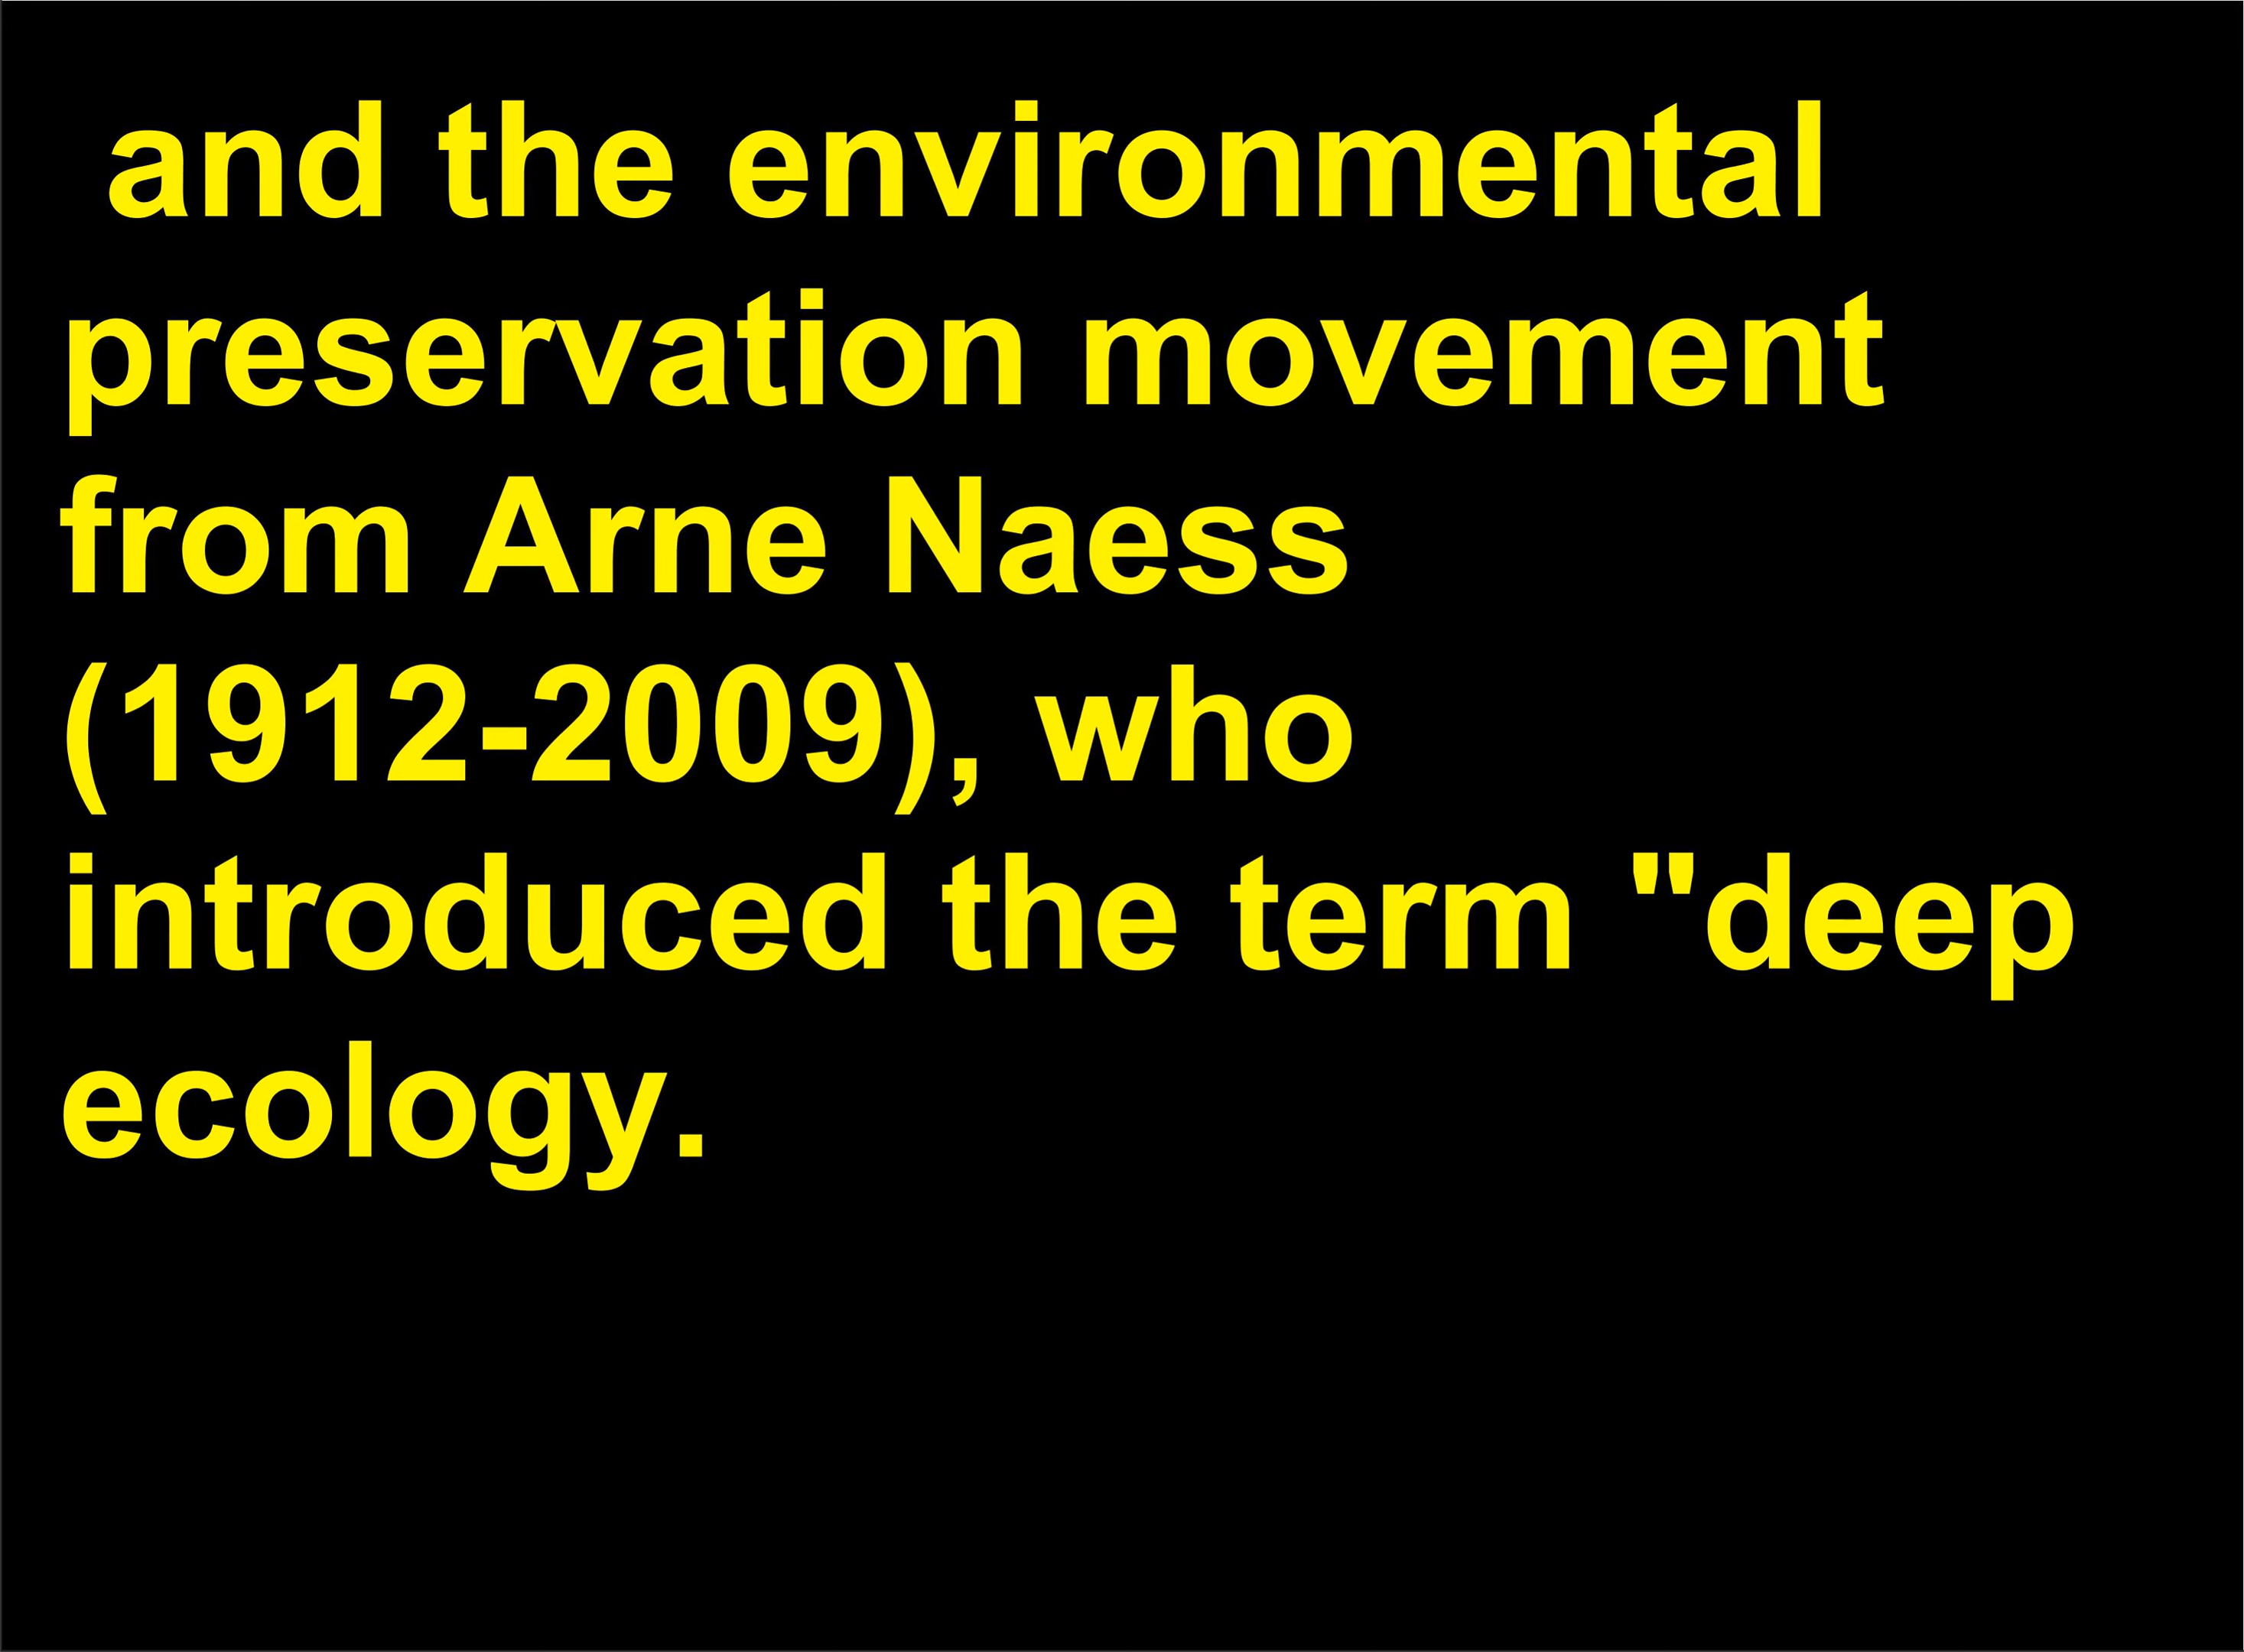 and the environmental
preservation movement
from Arne Naess
(1912-2009), who
introduced the term "deep
ecology.